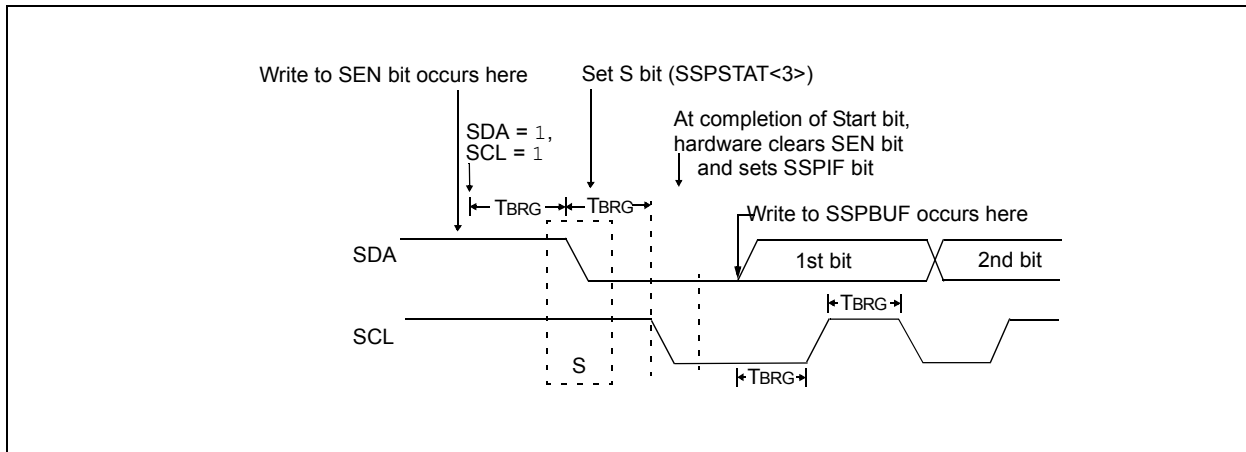 Write to SEN bit occurs here
Set S bit (SSPSTAT<3>)
At completion of Start bit,
hardware clears SEN bit
and sets SSPIF bit
SDA = 1,
SCL = 1
TBRG
TBRG
Write to SSPBUF occurs here
SDA
1st bit
2nd bit
TBRG
SCL
S
TBRG